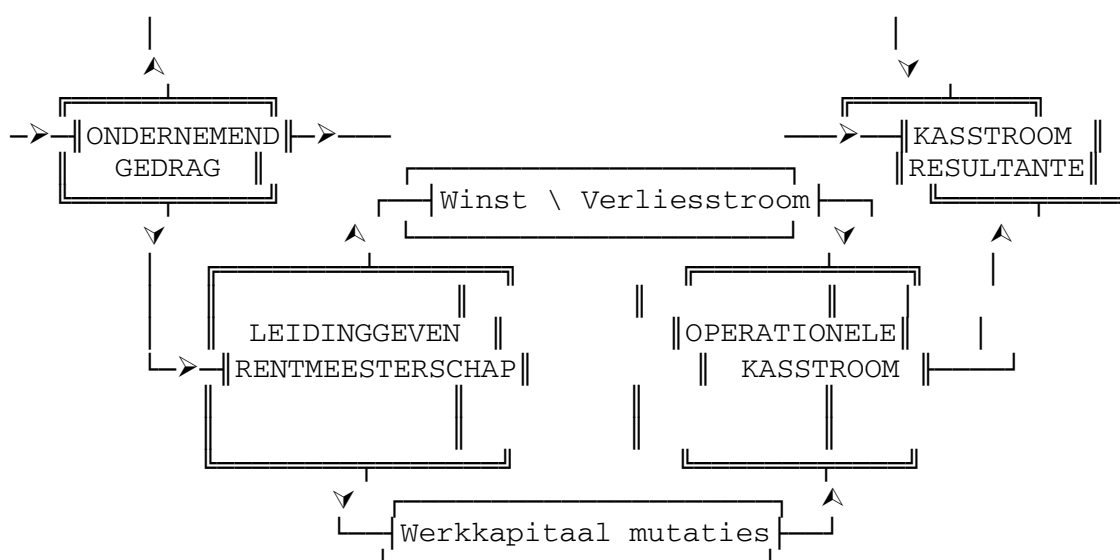 ONDERNEMEND
GEDRAG
KASSTROOM
RESULTANTE
Winst \ Verliesstroom
LEIDINGGEVEN
RENTMEESTERSCHAP
OPERATIONELE
KASSTROOM
Werkkapitaal mutaties